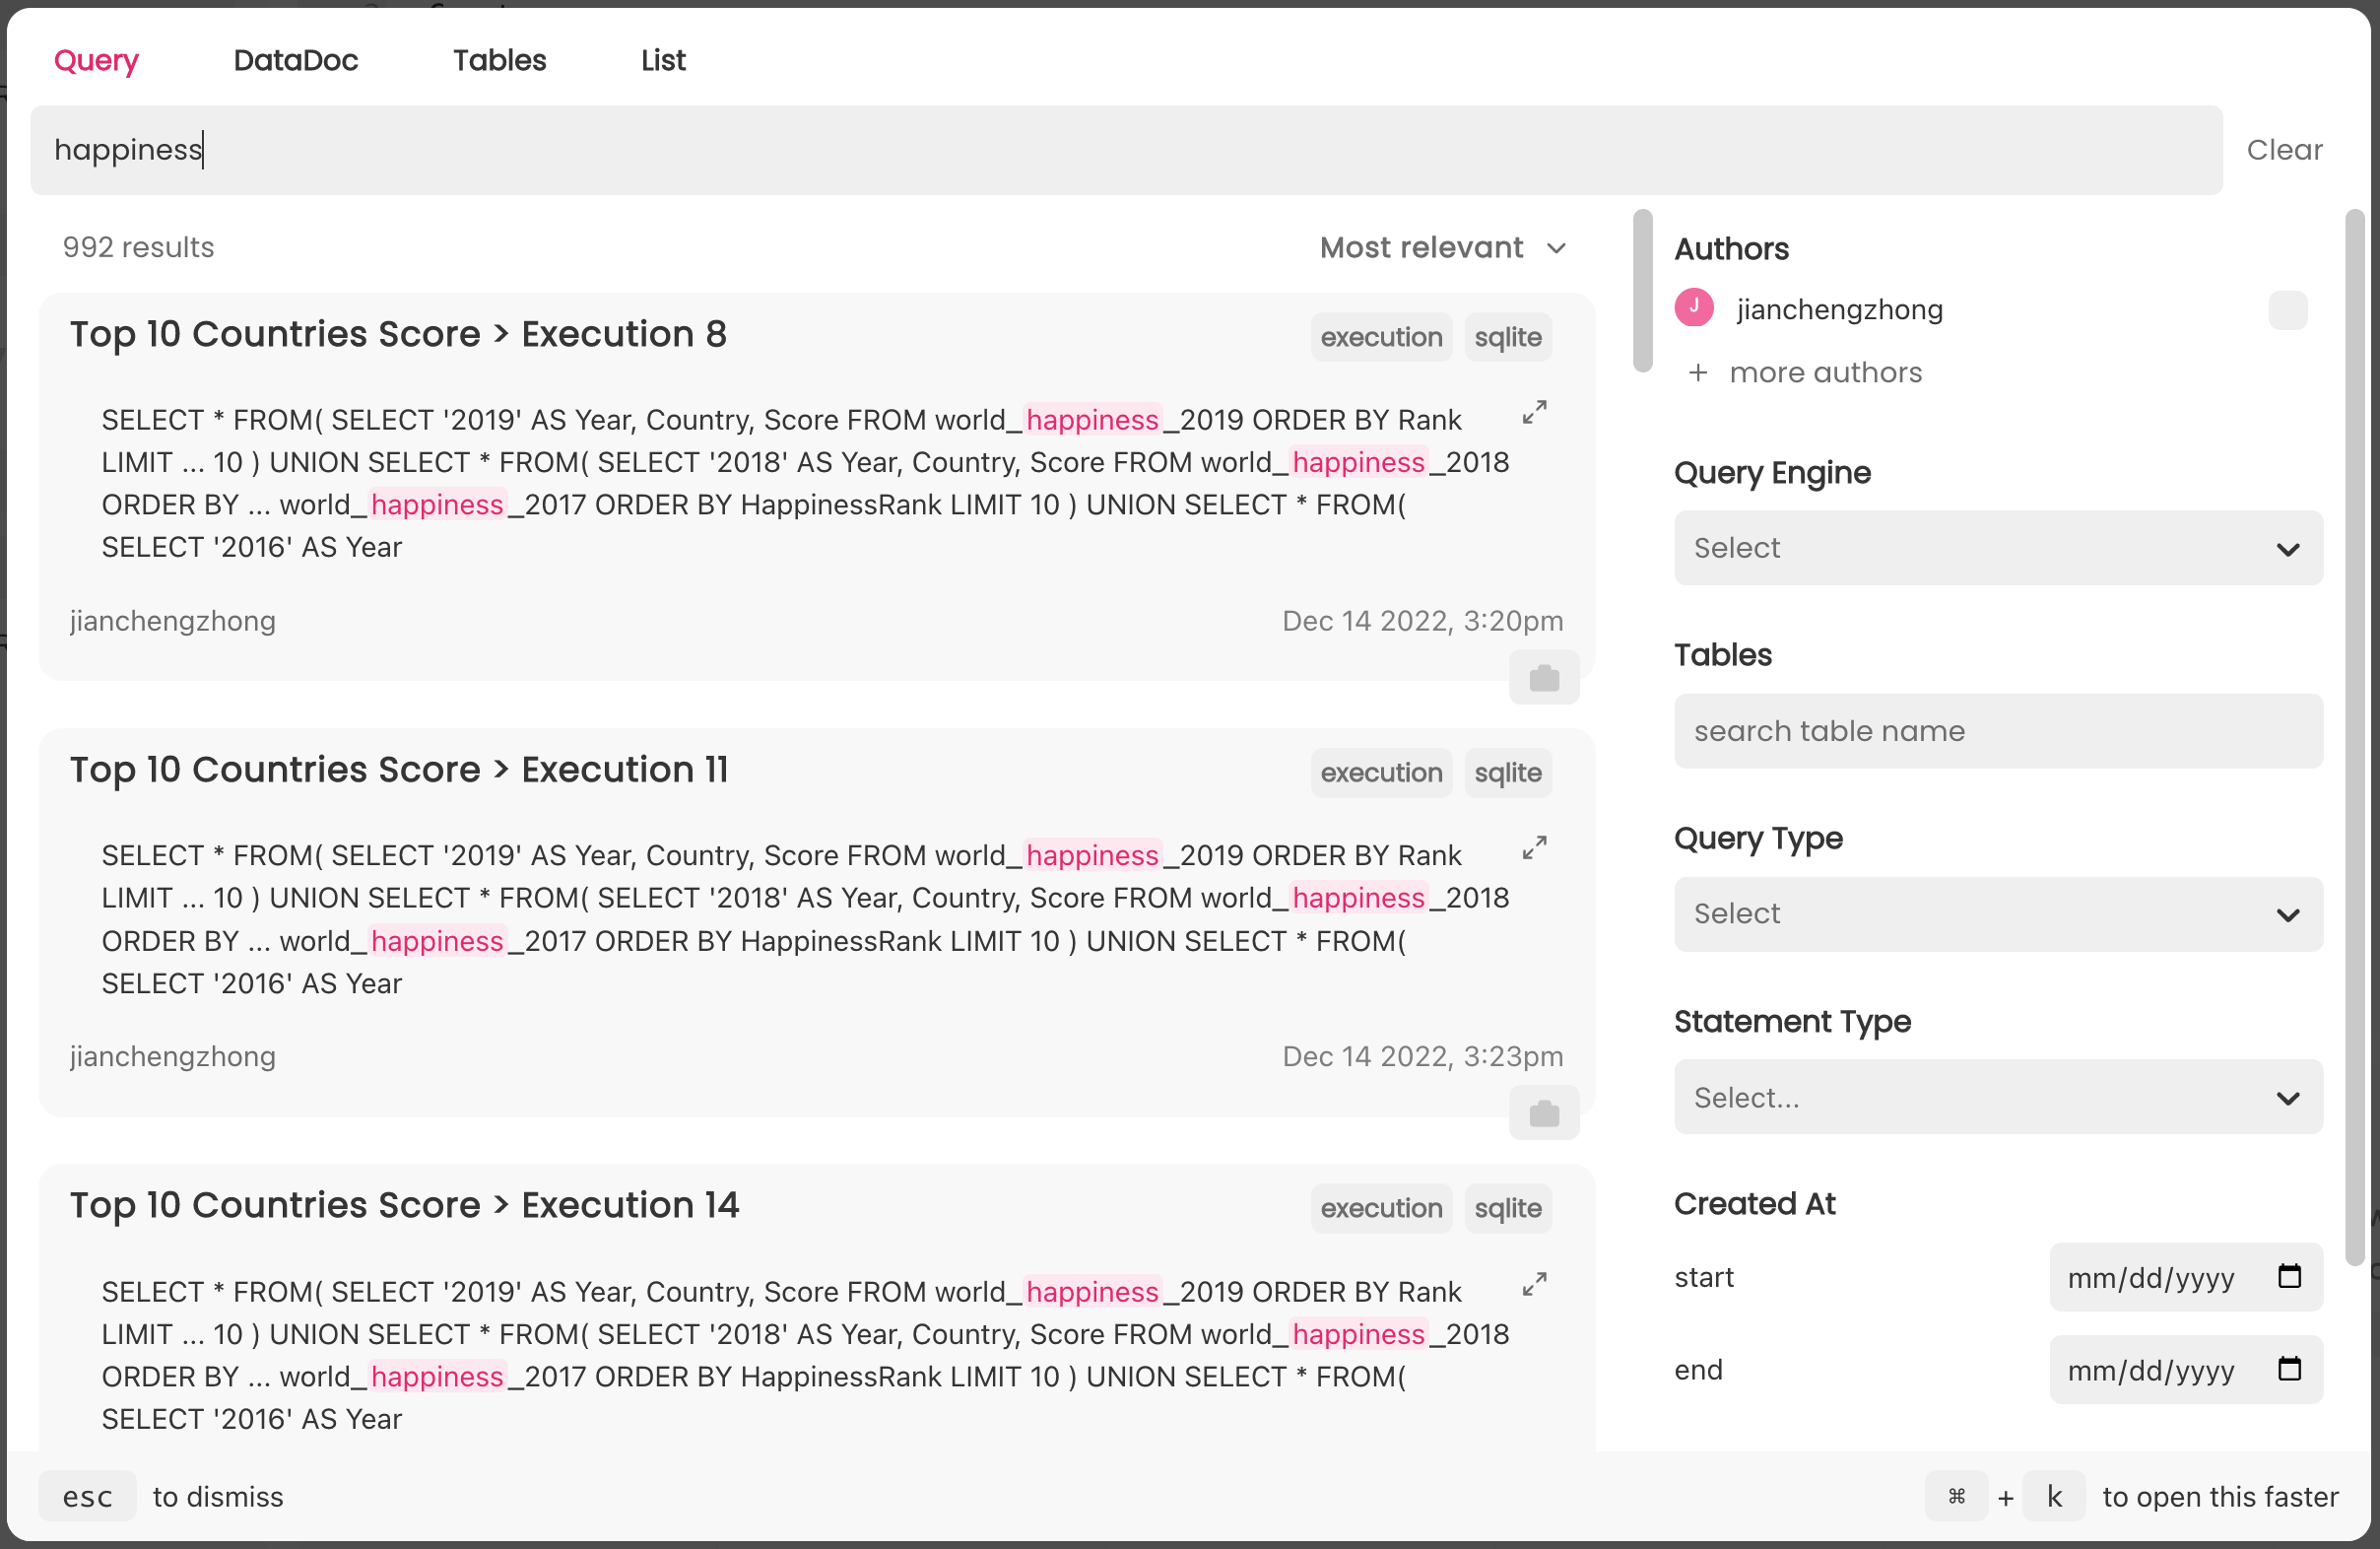 Query DataDoc Tables List
happiness Clear
992 results Most relevant
Top 10 Countries Score > Execution 8 execution sqlite
SELECT * FROM( SELECT '2019' AS Year, Country, Score FROM world_happiness_2019 ORDER BY Rank
LIMIT ... 10 ) UNION SELECT * FROM( SELECT '2018' AS Year, Country, Score FROM world_happiness_2018
ORDER BY ... world_happiness_2017 ORDER BY HappinessRank LIMIT 10 ) UNION SELECT * FROM(
SELECT '2016' AS Year
jianchengzhong Dec 14 2022, 3:20pm
Top 10 Countries Score > Execution 11 execution sqlite
SELECT * FROM( SELECT '2019' AS Year, Country, Score FROM world_happiness_2019 ORDER BY Rank
LIMIT ... 10 ) UNION SELECT * FROM( SELECT '2018' AS Year, Country, Score FROM world_happiness_2018
ORDER BY ... world_happiness_2017 ORDER BY HappinessRank LIMIT 10 ) UNION SELECT * FROM(
SELECT '2016' AS Year
jianchengzhong Dec 14 2022, 3:23pm
Top 10 Countries Score > Execution 14 execution sqlite
SELECT * FROM( SELECT '2019' AS Year, Country, Score FROM world_happiness_2019 ORDER BY Rank
LIMIT ... 10 ) UNION SELECT * FROM( SELECT '2018' AS Year, Country, Score FROM world_happiness_2018
ORDER BY ... world_happiness_2017 ORDER BY HappinessRank LIMIT 10 ) UNION SELECT * FROM(
SELECT '2016' AS Year
Authors
J jianchengzhong
+ more authors
Query Engine
Select
Tables
search table name
Query Type
Select
Statement Type
Select...
Created At
start mm/dd/yyyy
end mm/dd/yyyy
esc to dismiss ⌘ + k to open this faster